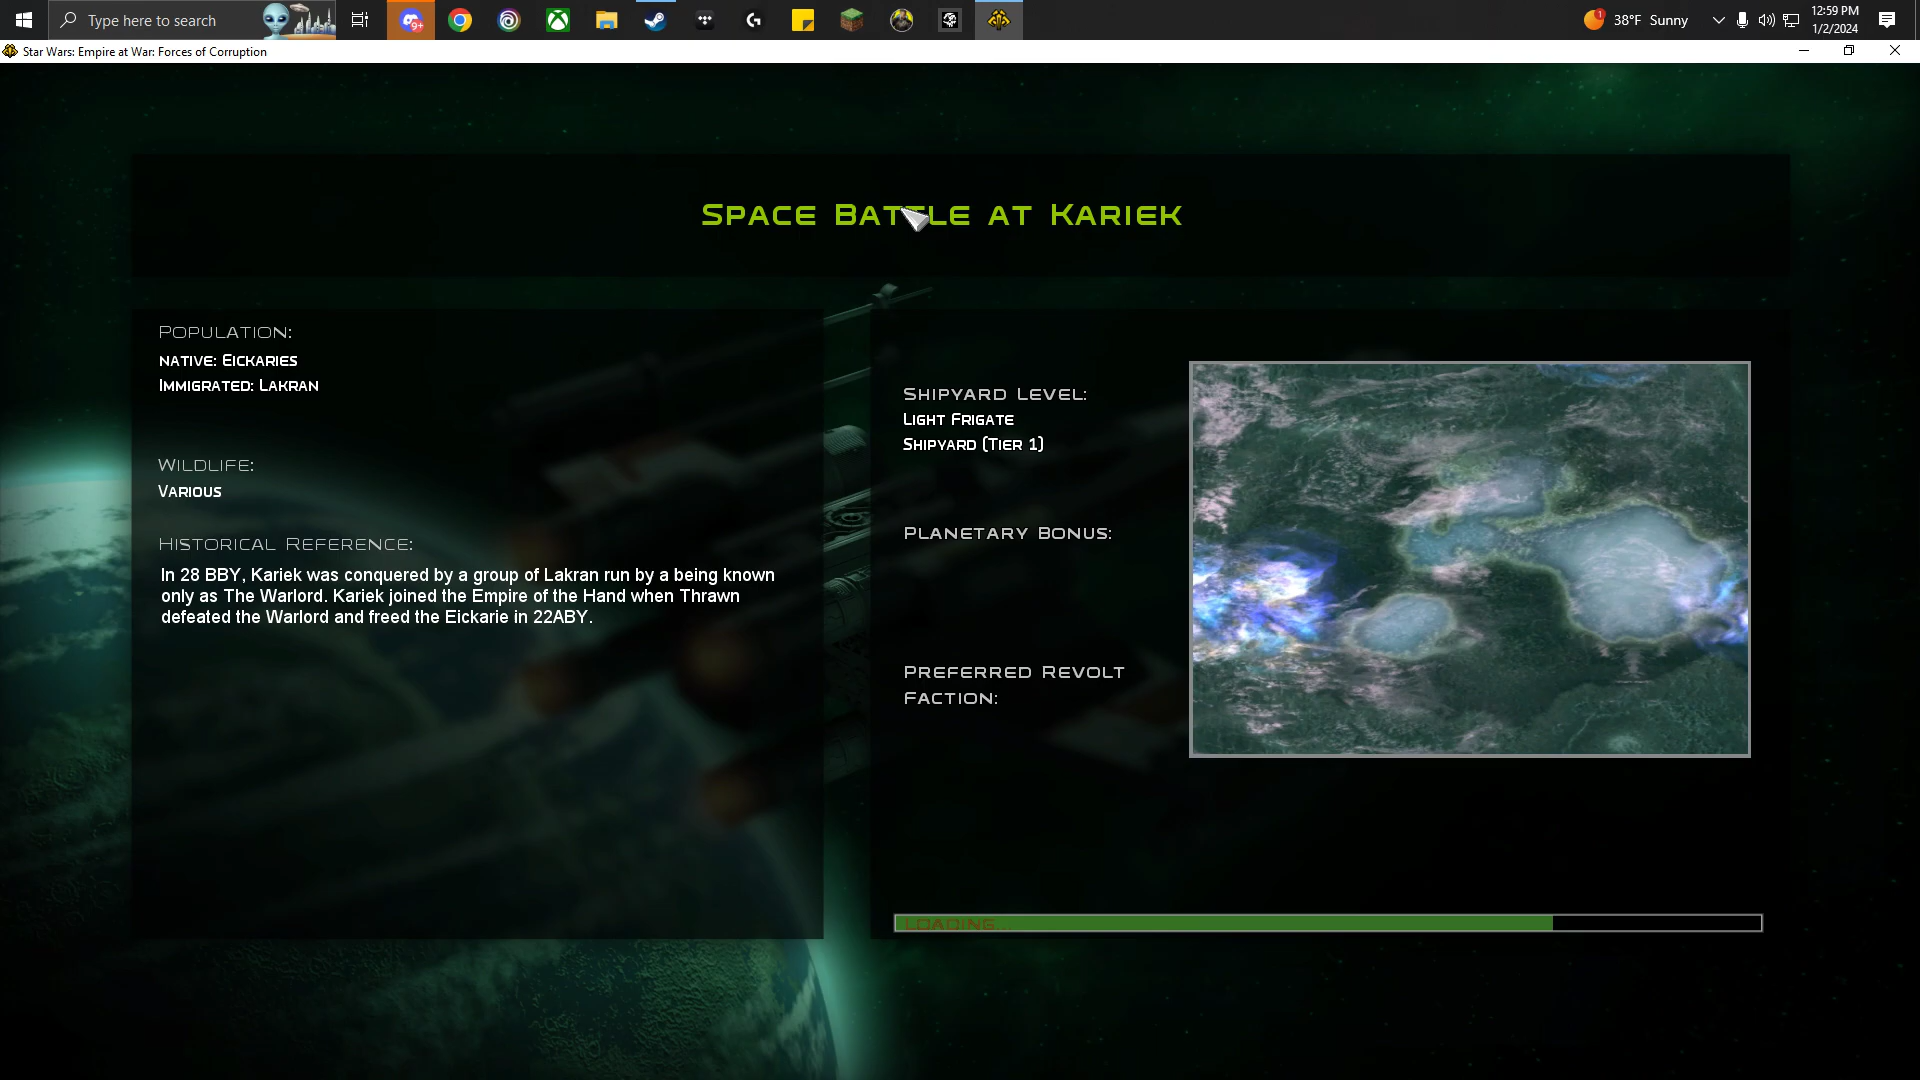 Type here to search
9+
1
38°F Sunny
12:59 PM
1/2/2024
Star Wars: Empire at War: Forces of Corruption
Space Battle at Kariek
Population:
native: Eickaries
Immigrated: Lakran
Wildlife:
Various
Historical Reference:
In 28 BBY, Kariek was conquered by a group of Lakran run by a being known
only as The Warlord. Kariek joined the Empire of the Hand when Thrawn
defeated the Warlord and freed the Eickarie in 22ABY.
Shipyard Level:
Light Frigate
Shipyard (Tier 1)
Planetary Bonus:
Preferred Revolt
Faction:
Loading...